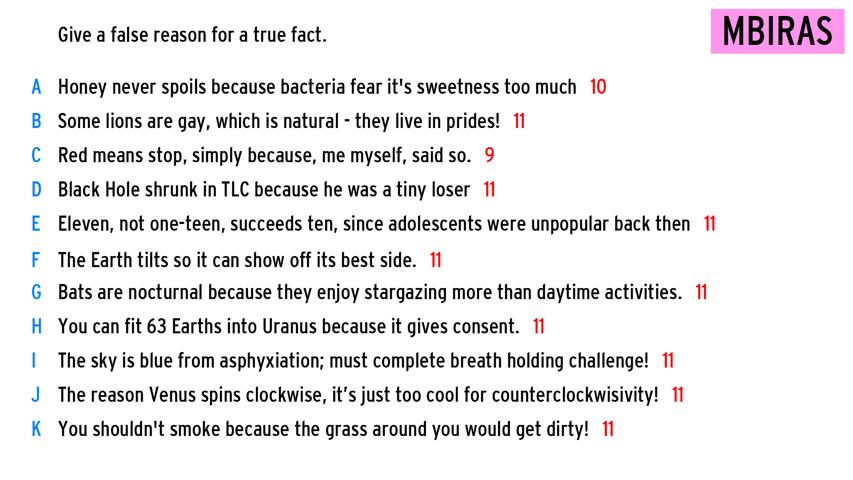 Give a false reason for a true fact.
MBIRAS
A Honey never spoils because bacteria fear it's sweetness too much 10
B Some lions are gay, which is natural - they live in prides! 11
C Red means stop, simply because, me myself, said so. 9
D Black Hole shrunk in TLC because he was a tiny loser 11
E Eleven, not one-teen, succeeds ten, since adolescents were unpopular back then 11
F The Earth tilts so it can show off its best side. 11
G Bats are nocturnal because they enjoy stargazing more than daytime activities. 11
H You can fit 63 Earths into Uranus because it gives consent. 11
I The sky is blue from asphyxiation; must complete breath holding challenge! 11
J The reason Venus spins clockwise, it’s just too cool for counterclockwisivity! 11
K You shouldn't smoke because the grass around you would get dirty! 11